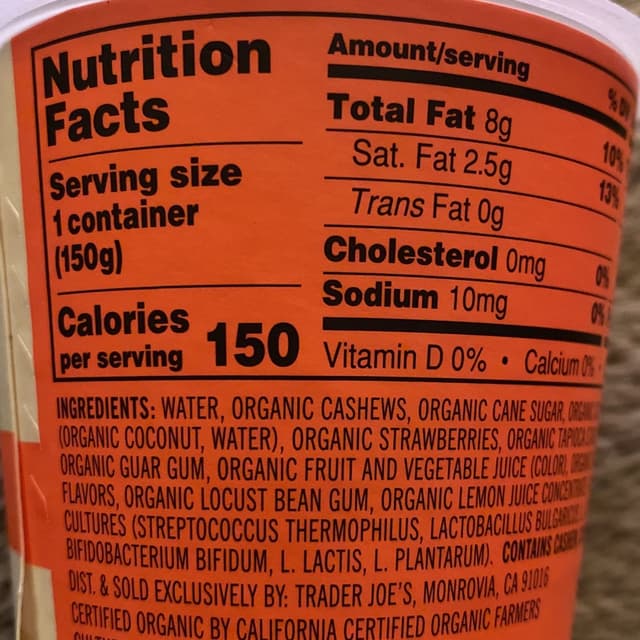 Nutrition
Facts
Serving size
1 container
(150g)
Calories
per serving 150
Amount/serving
Total Fat 8g 10%
Sat. Fat 2.5g 13%
Trans Fat 0g
Cholesterol 0mg 0%
Sodium 10mg 0%
Vitamin D 0% • Calcium 0%
INGREDIENTS: WATER, ORGANIC CASHEWS, ORGANIC CANE SUGAR,
(ORGANIC COCONUT, WATER), ORGANIC STRAWBERRIES, ORGANIC
ORGANIC GUAR GUM, ORGANIC FRUIT AND VEGETABLE JUICE (COLOR),
FLAVORS, ORGANIC LOCUST BEAN GUM, ORGANIC LEMON JUICE
CULTURES (STREPTOCOCCUS THERMOPHILUS, LACTOBACILLUS
BIFIDOBACTERIUM BIFIDUM, L. LACTIS, L. PLANTARUM). CONTAINS
DIST. & SOLD EXCLUSIVELY BY: TRADER JOE'S, MONROVIA, CA 91016
CERTIFIED ORGANIC BY CALIFORNIA CERTIFIED ORGANIC FARMERS